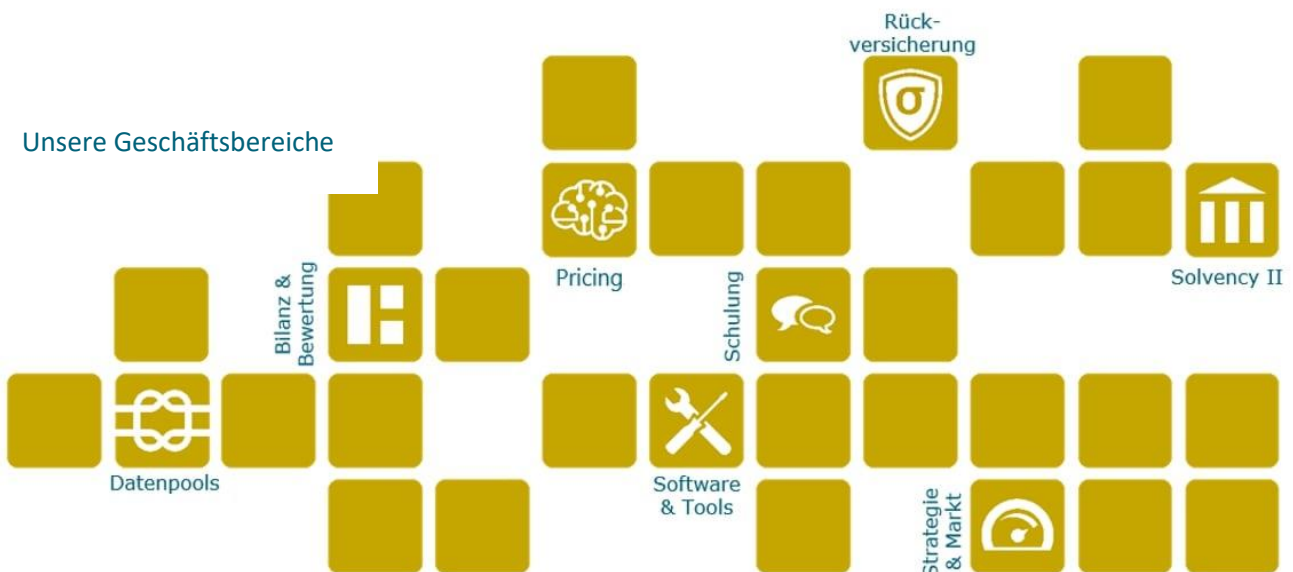 Rück-
versicherung
Unsere Geschäftsbereiche
Bilanz &
Bewertung
Pricing
Schulung
Solvency II
Datenpools
Software
& Tools
Strategie
& Markt
σ